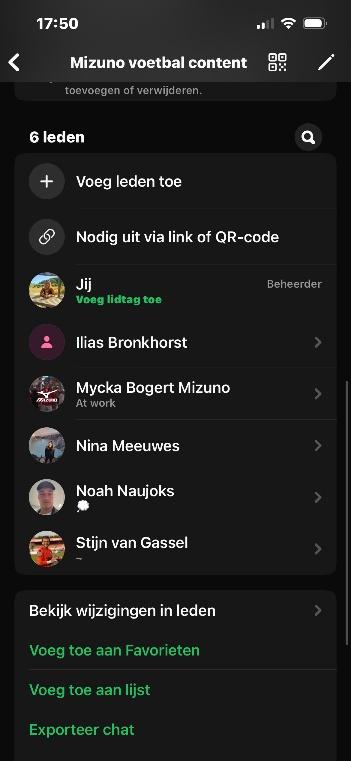 17:50
Mizuno voetbal content
toevoegen of verwijderen.
6 leden
Voeg leden toe
Nodig uit via link of QR-code
Jij
Beheerder
Voeg lidtag toe
Ilias Bronkhorst
Mycka Bogert Mizuno
At work
MIZUNO
Nina Meeuwes
Noah Naujoks
💭
Stijn van Gassel
~
Bekijk wijzigingen in leden
Voeg toe aan Favorieten
Voeg toe aan lijst
Exporteer chat